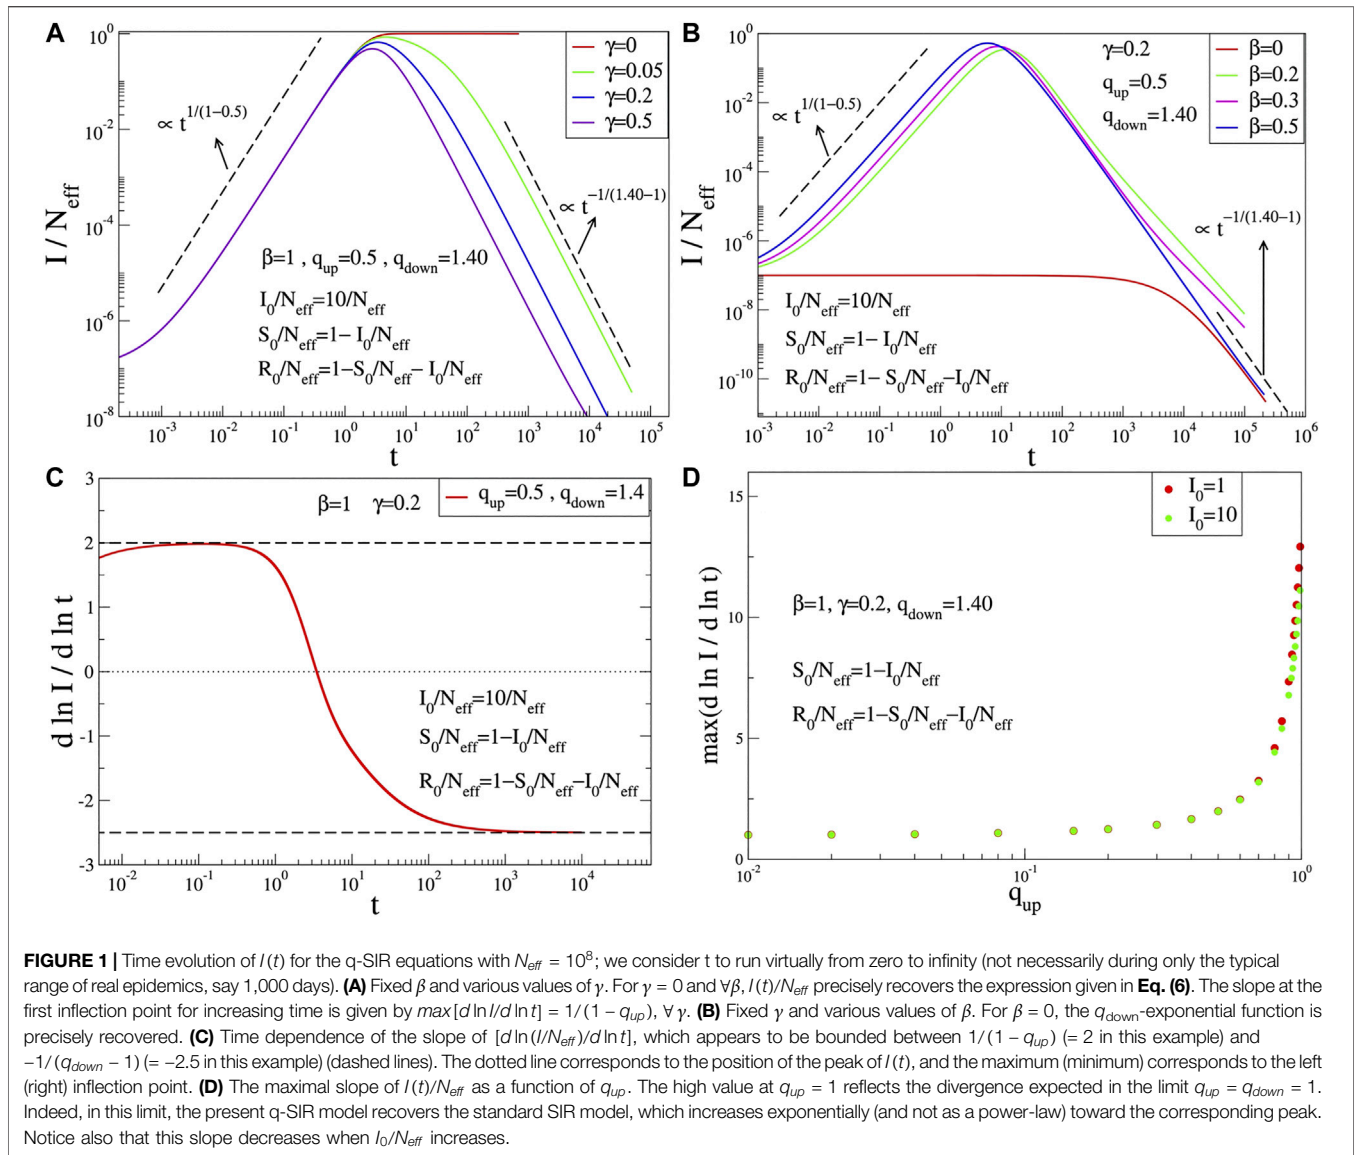 A
10^0
10^-2
10^-4
10^-6
10^-8
I / N_eff
γ=0
γ=0.05
γ=0.2
γ=0.5
∝ t^1/(1−0.5)
∝ t^−1/(1.40−1)
β=1 , q_up=0.5 , q_down=1.40
I_0/N_eff=10/N_eff
S_0/N_eff=1− I_0/N_eff
R_0/N_eff=1−S_0/N_eff− I_0/N_eff
10^-3 10^-2 10^-1 10^0 10^1 10^2 10^3 10^4 10^5
t
B
10^0
10^-2
10^-4
10^-6
10^-8
10^-10
I / N_eff
γ=0.2
q_up=0.5
q_down=1.40
β=0
β=0.2
β=0.3
β=0.5
∝ t^1/(1−0.5)
∝ t^−1/(1.40−1)
I_0/N_eff=10/N_eff
S_0/N_eff=1− I_0/N_eff
R_0/N_eff=1− S_0/N_eff−I_0/N_eff
10^-3 10^-2 10^-1 10^0 10^1 10^2 10^3 10^4 10^5 10^6
t
C
3
2
1
0
-1
-2
-3
d ln I / d ln t
β=1 γ=0.2
q_up=0.5 , q_down=1.4
I_0/N_eff=10/N_eff
S_0/N_eff=1−I_0/N_eff
R_0/N_eff=1−S_0/N_eff−I_0/N_eff
10^-2 10^-1 10^0 10^1 10^2 10^3 10^4
t
D
15
10
5
0
max(d ln I / d ln t)
I_0=1
I_0=10
β=1, γ=0.2, q_down=1.40
S_0/N_eff=1−I_0/N_eff
R_0/N_eff=1−S_0/N_eff−I_0/N_eff
10^-2 10^-1 10^0
q_up
FIGURE 1 | Time evolution of I(t) for the q-SIR equations with N_eff = 10^8; we consider t to run virtually from zero to infinity (not necessarily during only the typical
range of real epidemics, say 1,000 days). (A) Fixed β and various values of γ. For γ = 0 and ∀β, I(t)/N_eff precisely recovers the expression given in Eq. (6). The slope at the
first inflection point for increasing time is given by max[d ln I/d ln t] = 1/(1 − q_up), ∀ γ. (B) Fixed γ and various values of β. For β = 0, the q_down-exponential function is
precisely recovered. (C) Time dependence of the slope of [d ln (I/N_eff)/d ln t], which appears to be bounded between 1/(1 − q_up) (= 2 in this example) and
−1/(q_down − 1) (= −2.5 in this example) (dashed lines). The dotted line corresponds to the position of the peak of I(t), and the maximum (minimum) corresponds to the left
(right) inflection point. (D) The maximal slope of I(t)/N_eff as a function of q_up. The high value at q_up = 1 reflects the divergence expected in the limit q_up = q_down = 1.
Indeed, in this limit, the present q-SIR model recovers the standard SIR model, which increases exponentially (and not as a power-law) toward the corresponding peak.
Notice also that this slope decreases when I_0/N_eff increases.